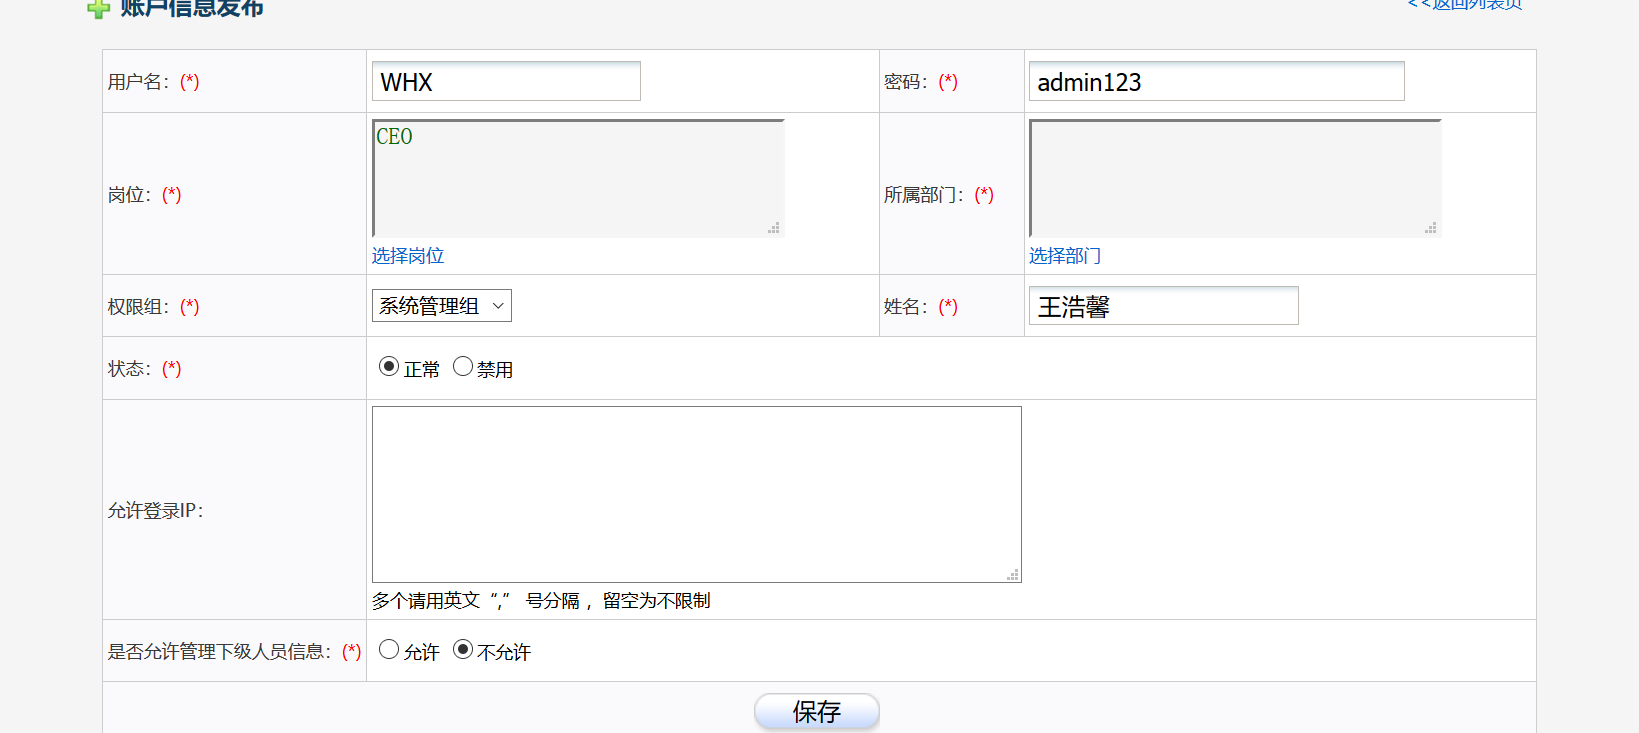 账户信息发布
<<返回列表页
用户名：(*)
WHX
密码：(*)
admin123
岗位：(*)
CEO
选择岗位
所属部门：(*)
选择部门
权限组：(*)
系统管理组
姓名：(*)
王浩馨
状态：(*)
正常 禁用
允许登录IP：
多个请用英文“,” 号分隔 ，留空为不限制
是否允许管理下级人员信息：(*)
允许 不允许
保存